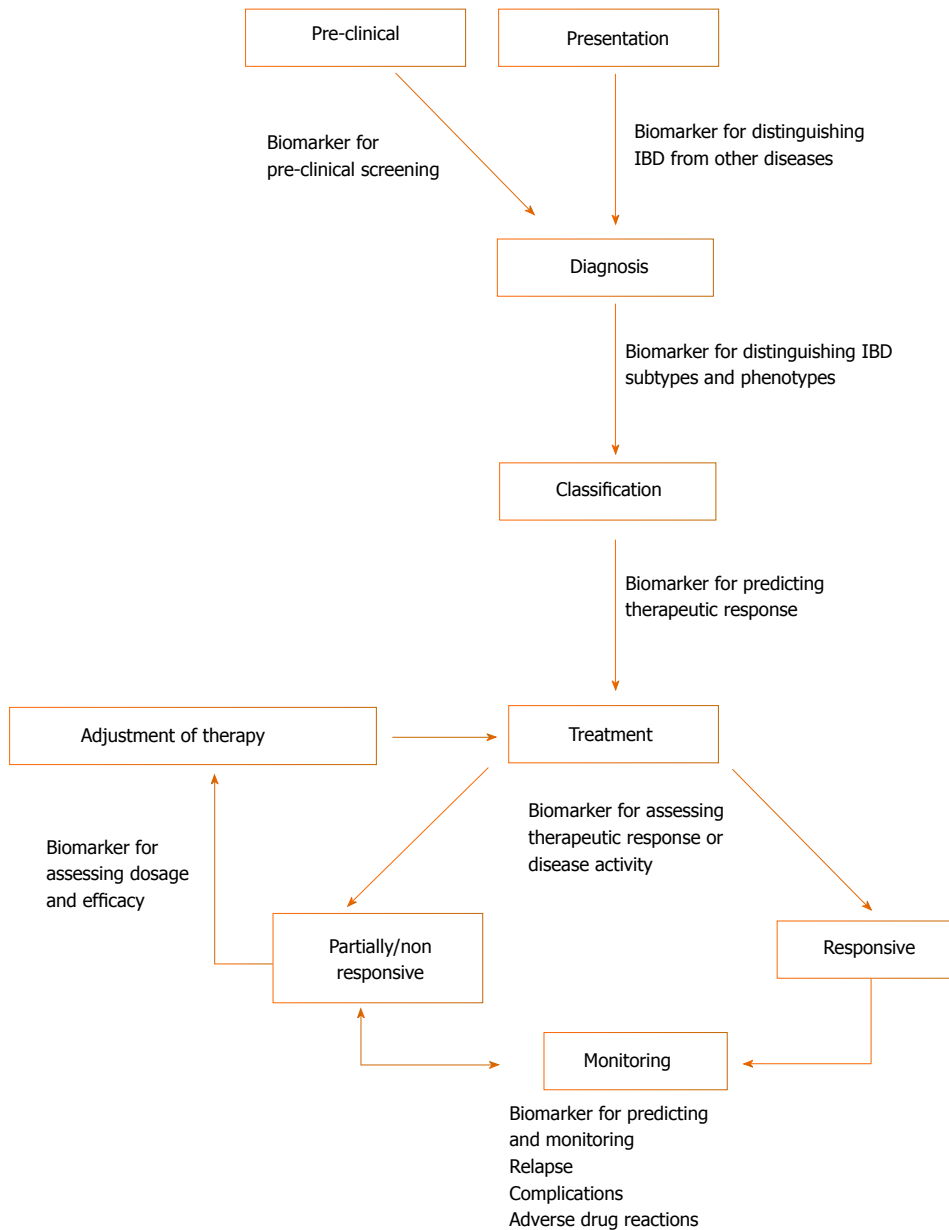 Pre-clinical
Presentation
Biomarker for
pre-clinical screening
Biomarker for distinguishing
IBD from other diseases
Diagnosis
Biomarker for distinguishing IBD
subtypes and phenotypes
Classification
Biomarker for predicting
therapeutic response
Adjustment of therapy
Treatment
Biomarker for assessing
therapeutic response or
disease activity
Biomarker for
assessing dosage
and efficacy
Partially/non
responsive
Responsive
Monitoring
Biomarker for predicting
and monitoring
Relapse
Complications
Adverse drug reactions